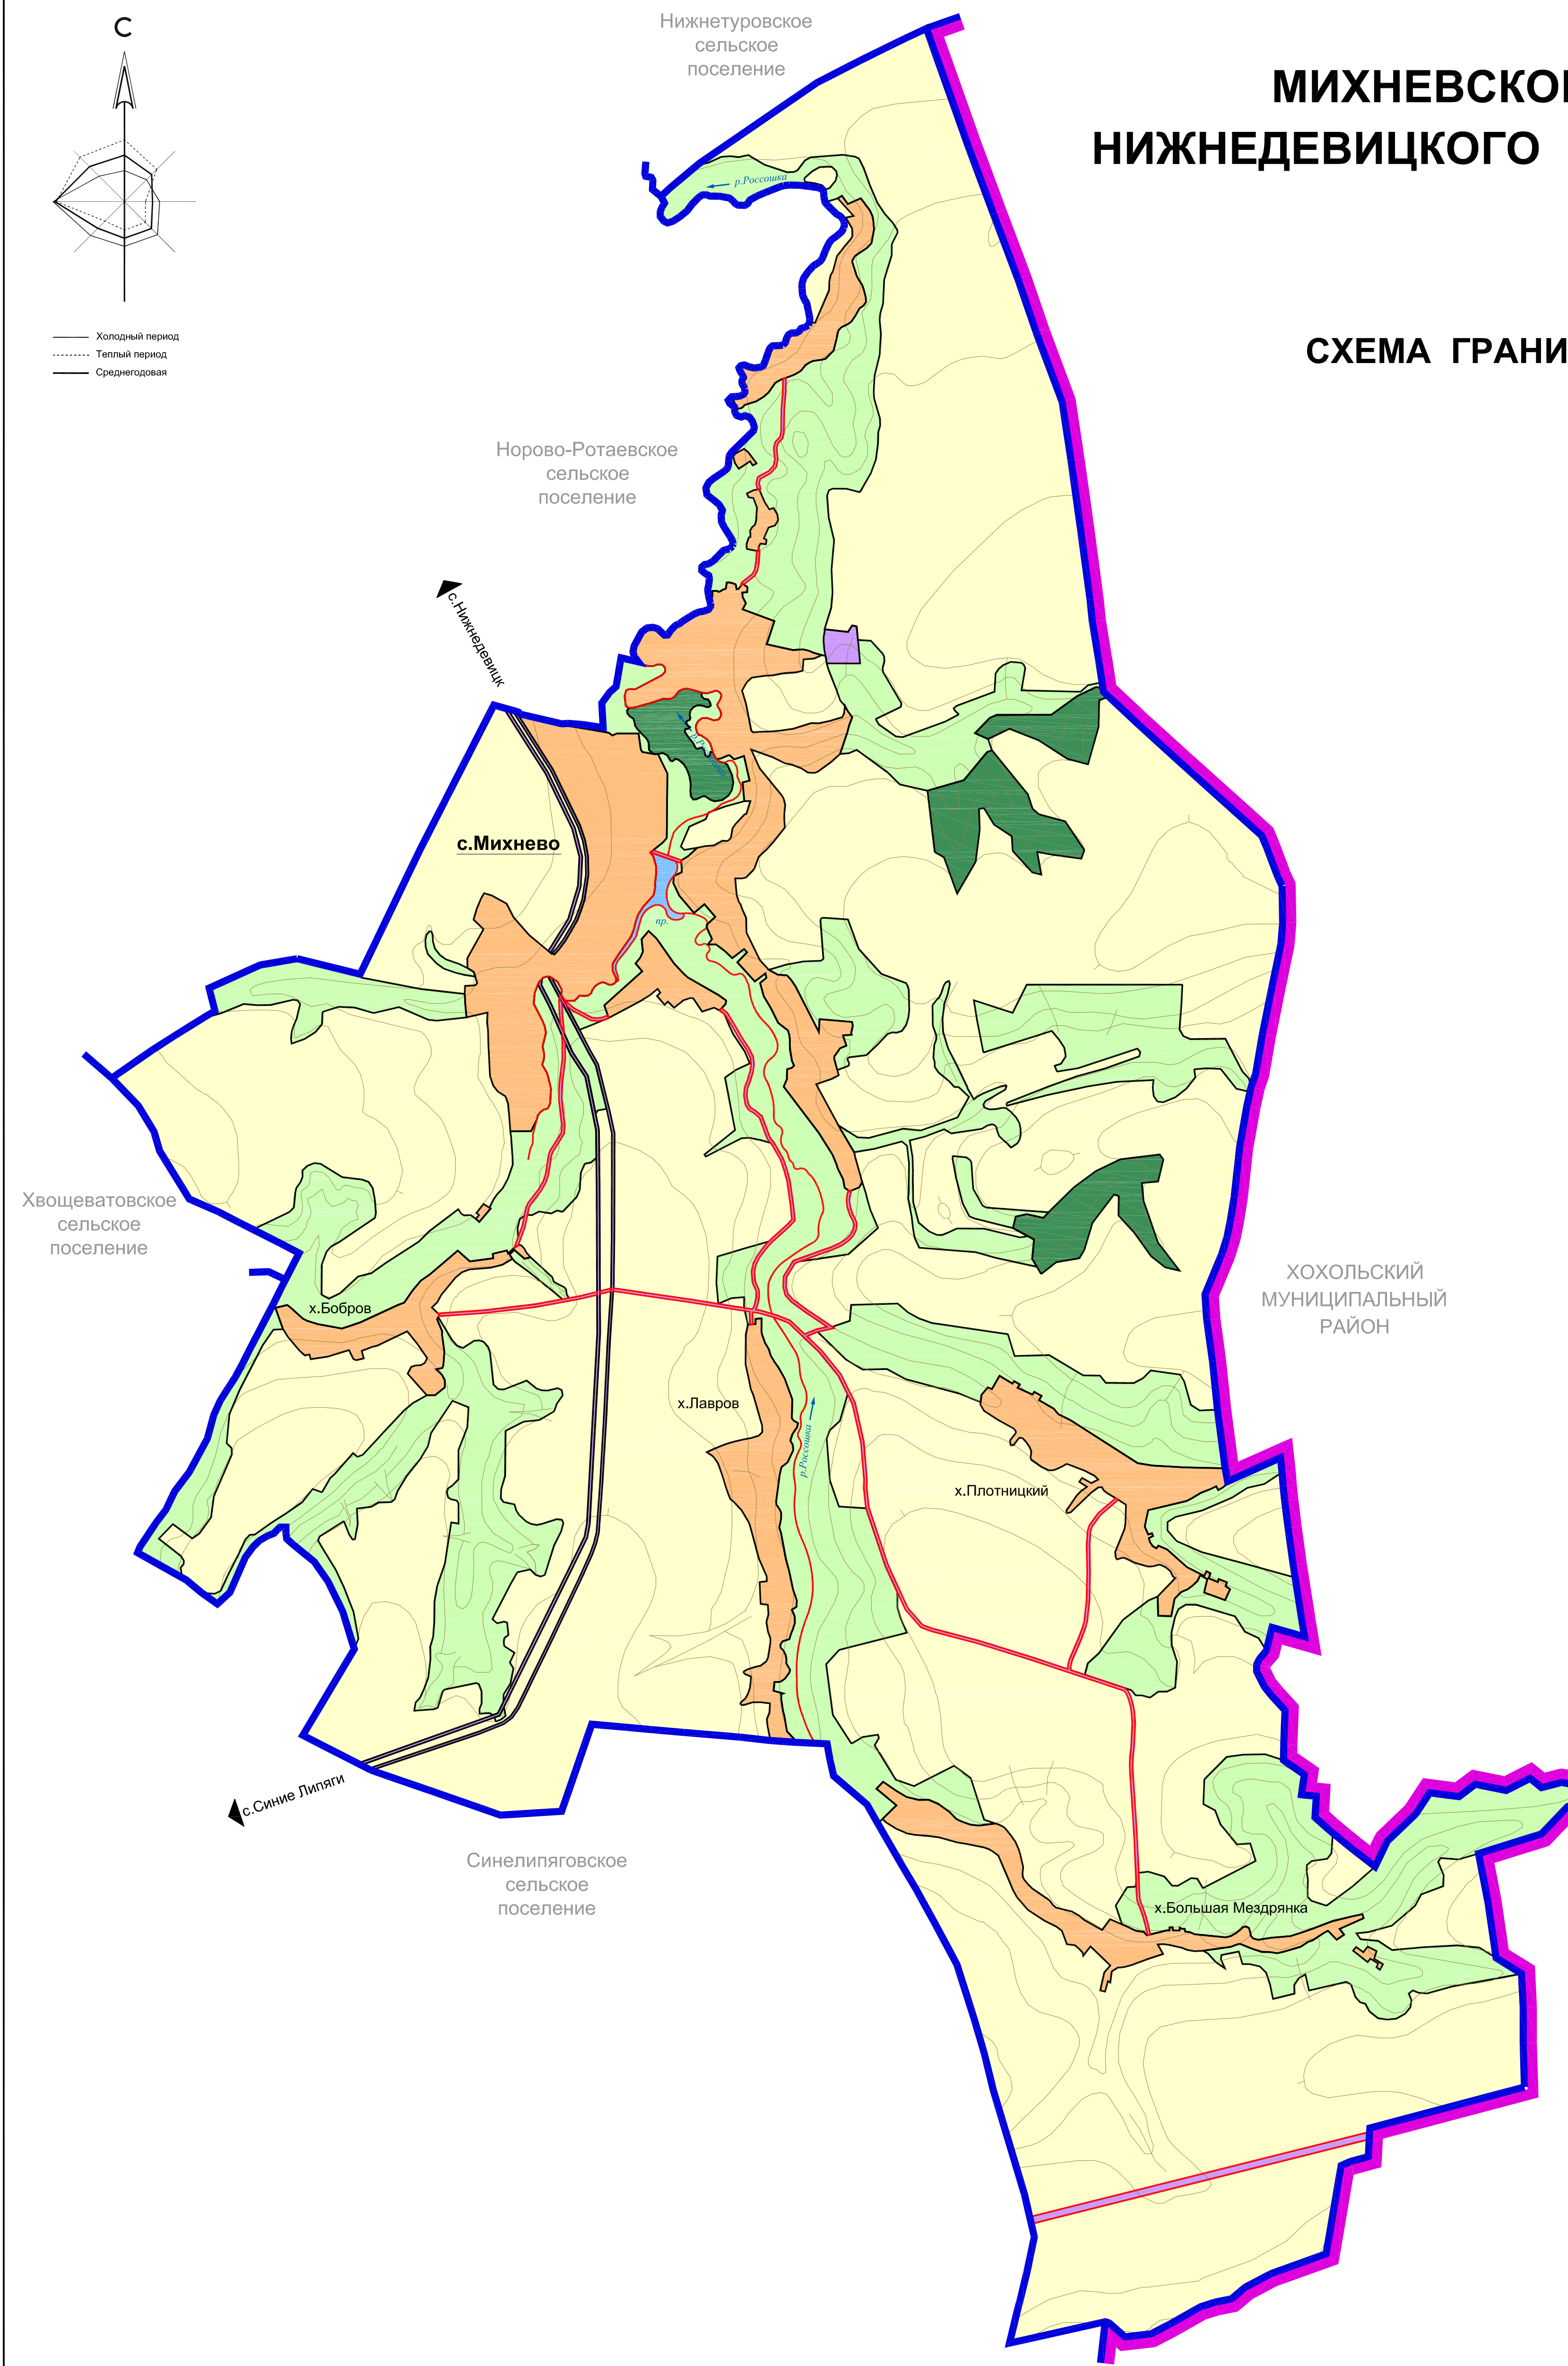 С
Нижнетуровское
сельское
поселение
МИХНЕВСКО
НИЖНЕДЕВИЦКОГО
р.Россошка
Холодный период
Теплый период
Среднегодовая
СХЕМА ГРАНИ
Норово-Ротаевское
сельское
поселение
с.Нижнедевицк
с.Михнево
пр.
Хвощеватовское
сельское
поселение
ХОХОЛЬСКИЙ
МУНИЦИПАЛЬНЫЙ
РАЙОН
х.Бобров
х.Лавров
р.Россошка
х.Плотницкий
с.Синие Липяги
Синелипяговское
сельское
поселение
х.Большая Мездрянка